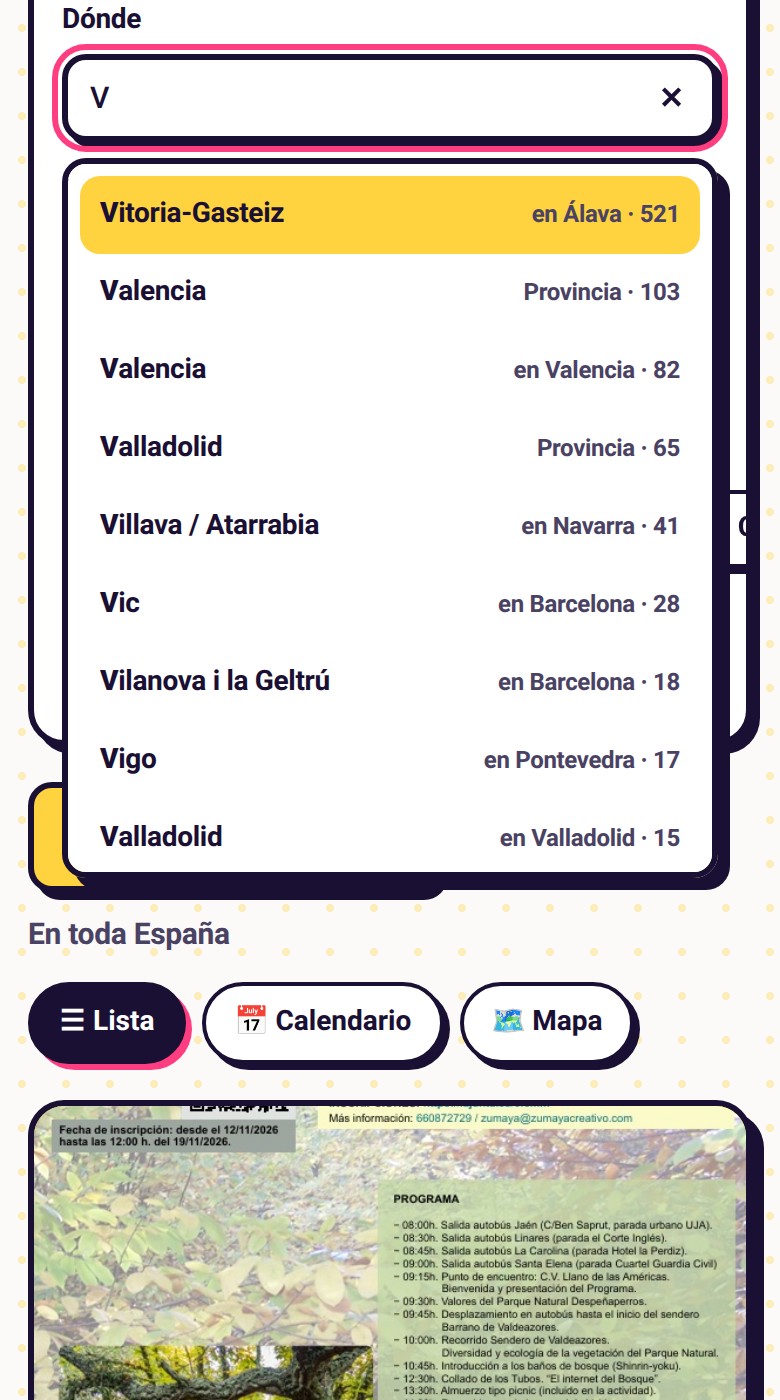 Dónde
V ✕
Vitoria-Gasteiz en Álava · 521
Valencia Provincia · 103
Valencia en Valencia · 82
Valladolid Provincia · 65
Villava / Atarrabia en Navarra · 41
Vic en Barcelona · 28
Vilanova i la Geltrú en Barcelona · 18
Vigo en Pontevedra · 17
Valladolid en Valladolid · 15
En toda España
☰ Lista
📅 Calendario
🗺️ Mapa
Más información: 660872729 / zumaya@zumayacreativo.com
Fecha de inscripción: desde el 12/11/2026
hasta las 12:00 h. del 19/11/2026.
PROGRAMA
– 08:00h. Salida autobús Jaén (C/Ben Saprut, parada urbano UJA).
– 08:30h. Salida autobús Linares (parada el Corte Inglés).
– 08:45h. Salida autobús La Carolina (parada Hotel la Perdiz).
– 09:00h. Salida autobús Santa Elena (parada Cuartel Guardia Civil)
– 09:15h. Punto de encuentro: C.V. Llano de las Américas.
Bienvenida y presentación del Programa.
– 09:30h. Valores del Parque Natural Despeñaperros.
– 09:45h. Desplazamiento en autobús hasta el inicio del sendero
Barrano de Valdeazores.
– 10:00h. Recorrido Sendero de Valdeazores.
Diversidad y ecología de la vegetación del Parque Natural.
– 10:45h. Introducción a los baños de bosque (Shinrin-yoku).
– 12:30h. Collado de los Tubos. “El internet del Bosque”.
– 13:30h. Almuerzo tipo picnic (incluido en la actividad).